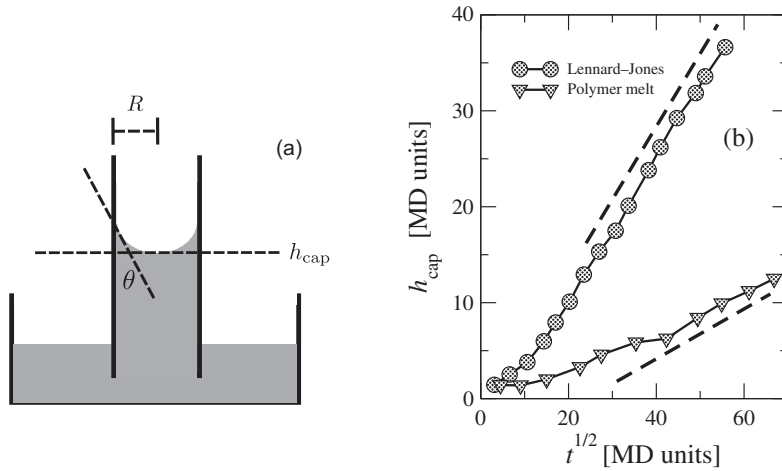 R
(a)
h_cap
θ
40
30
20
10
0
h_cap [MD units]
Lennard–Jones
Polymer melt
(b)
0 20 40 60
t^1/2 [MD units]